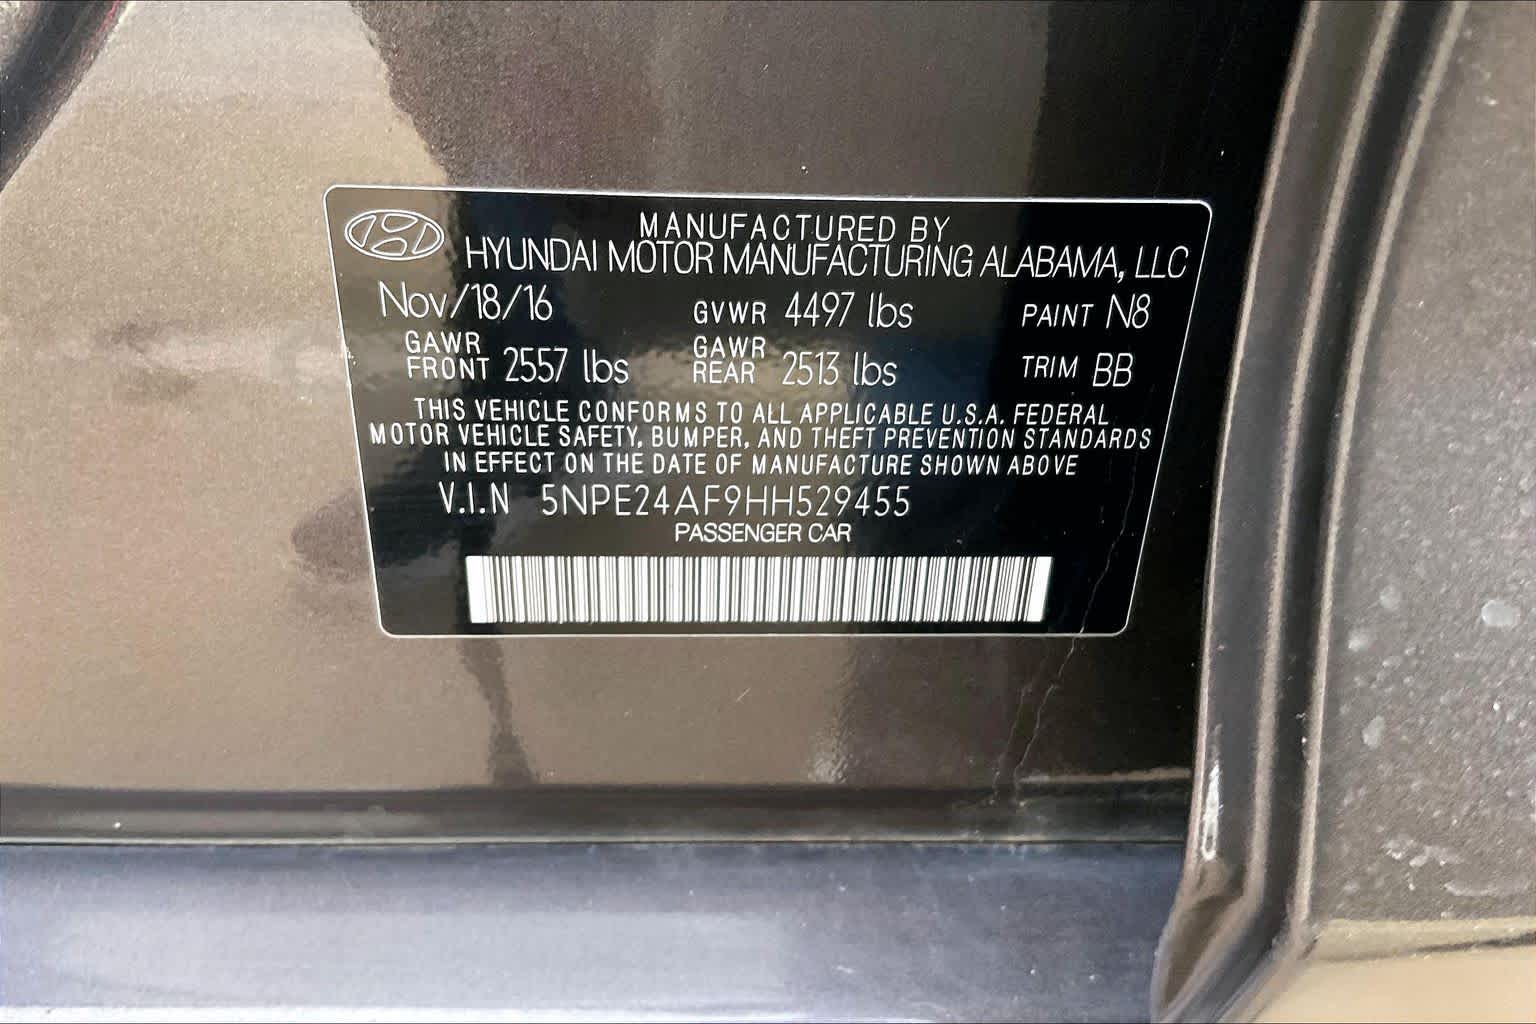 MANUFACTURED BY
HYUNDAI MOTOR MANUFACTURING ALABAMA, LLC
Nov/18/16 GVWR 4497 lbs PAINT N8
GAWR FRONT 2557 lbs GAWR REAR 2513 lbs TRIM BB
THIS VEHICLE CONFORMS TO ALL APPLICABLE U.S.A. FEDERAL
MOTOR VEHICLE SAFETY, BUMPER, AND THEFT PREVENTION STANDARDS
IN EFFECT ON THE DATE OF MANUFACTURE SHOWN ABOVE
V.I.N 5NPE24AF9HH529455
PASSENGER CAR